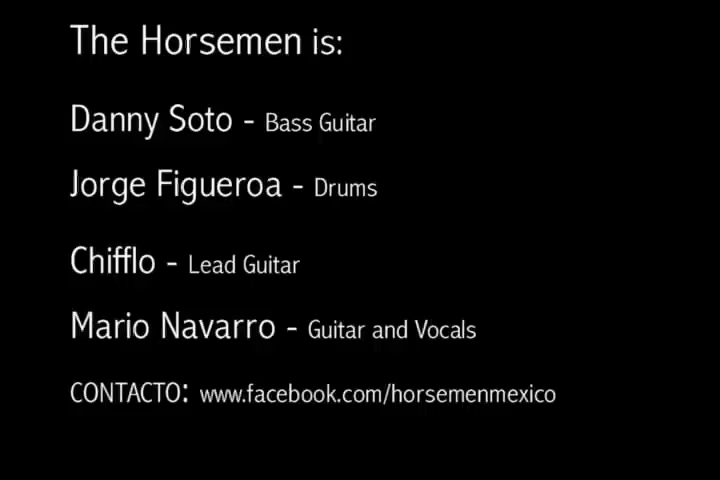 The Horsemen is:
Danny Soto - Bass Guitar
Jorge Figueroa - Drums
Chifflo - Lead Guitar
Mario Navarro - Guitar and Vocals
CONTACTO: www.facebook.com/horsemenmexico